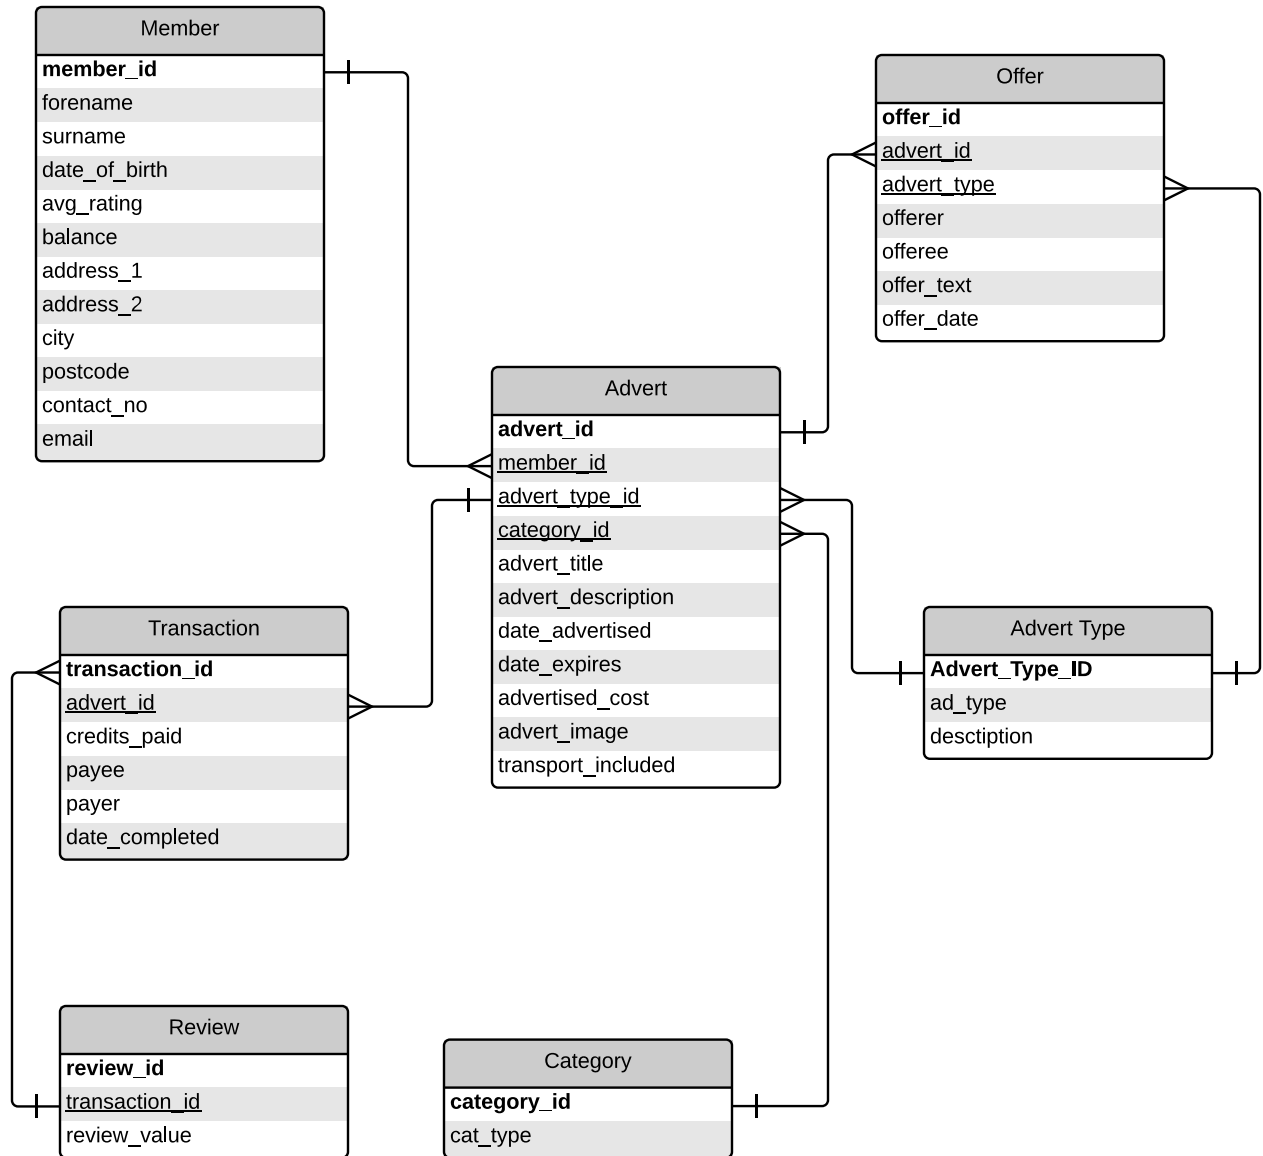 Member
member_id
forename
surname
date_of_birth
avg_rating
balance
address_1
address_2
city
postcode
contact_no
email
Offer
offer_id
advert_id
advert_type
offerer
offeree
offer_text
offer_date
Advert
advert_id
member_id
advert_type_id
category_id
advert_title
advert_description
date_advertised
date_expires
advertised_cost
advert_image
transport_included
Transaction
transaction_id
advert_id
credits_paid
payee
payer
date_completed
Advert Type
Advert_Type_ID
ad_type
desctiption
Review
review_id
transaction_id
review_value
Category
category_id
cat_type